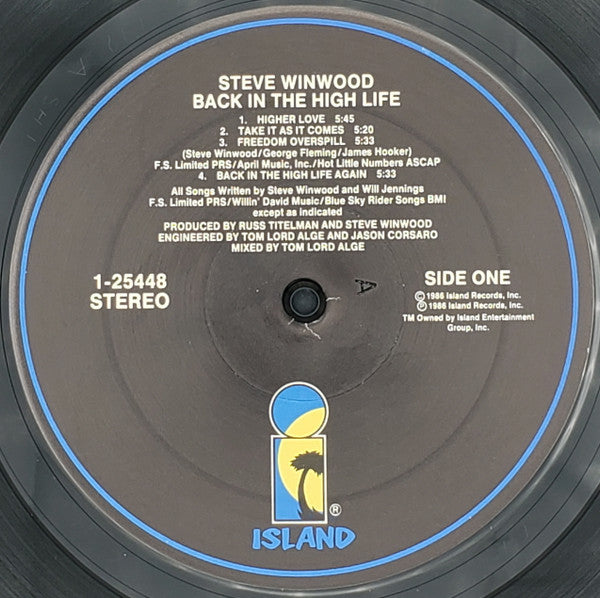 STEVE WINWOOD
BACK IN THE HIGH LIFE
1. HIGHER LOVE 5:45
2. TAKE IT AS IT COMES 5:20
3. FREEDOM OVERSPILL 5:33
(Steve Winwood/George Fleming/James Hooker)
F.S. Limited PRS/April Music, Inc./Hot Little Numbers ASCAP
4. BACK IN THE HIGH LIFE AGAIN 5:33
All Songs Written by Steve Winwood and Will Jennings
F.S. Limited PRS/Willin' David Music/Blue Sky Rider Songs BMI
except as indicated
PRODUCED BY RUSS TITELMAN AND STEVE WINWOOD
ENGINEERED BY TOM LORD ALGE AND JASON CORSARO
MIXED BY TOM LORD ALGE
1-25448
STEREO
A
SIDE ONE
©1986 Island Records, Inc.
℗1986 Island Records, Inc.
TM Owned by Island Entertainment
Group, Inc.
i
®
ISLAND